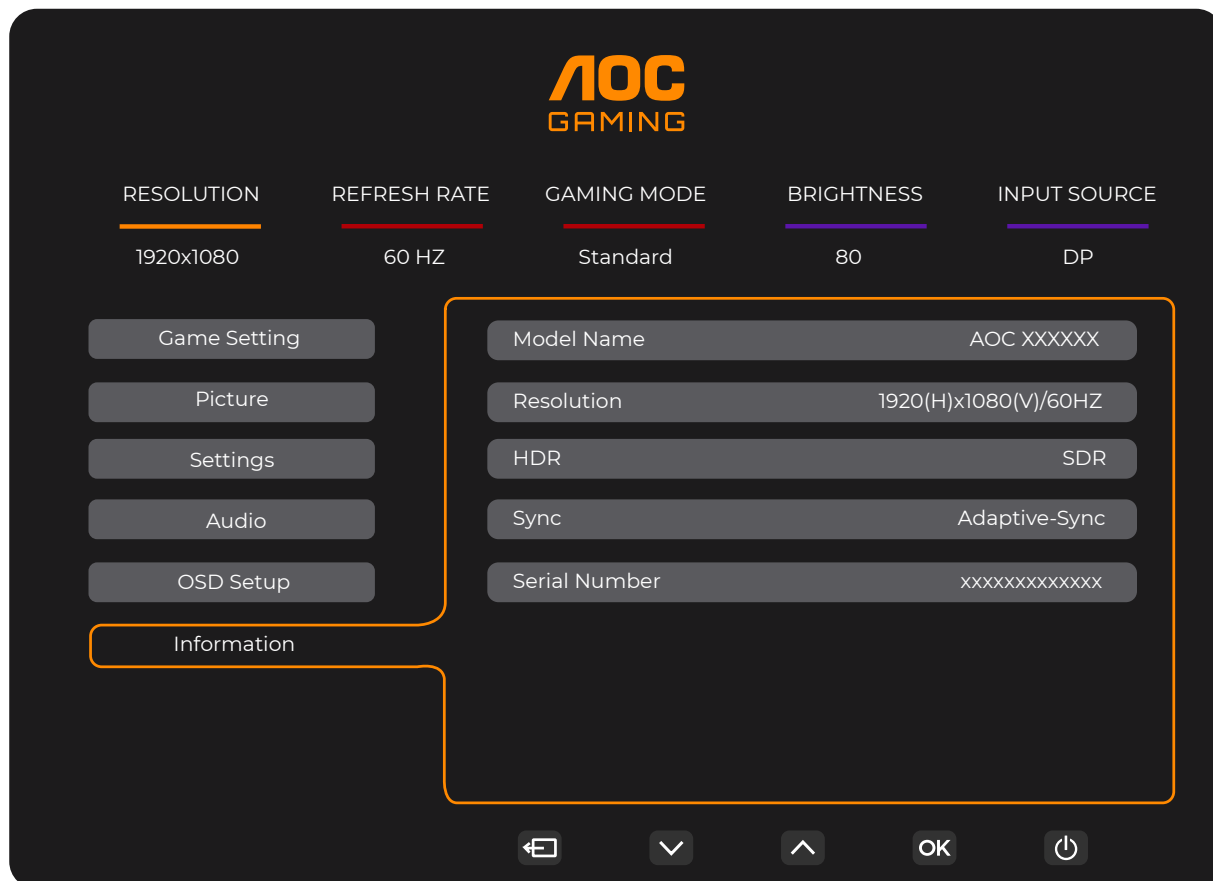 AOC
GAMING
RESOLUTION REFRESH RATE GAMING MODE BRIGHTNESS INPUT SOURCE
1920x1080 60 HZ Standard 80 DP
Game Setting Model Name AOC XXXXXX
Picture Resolution 1920(H)x1080(V)/60HZ
Settings HDR SDR
Audio Sync Adaptive-Sync
OSD Setup Serial Number xxxxxxxxxxxxx
Information
OK